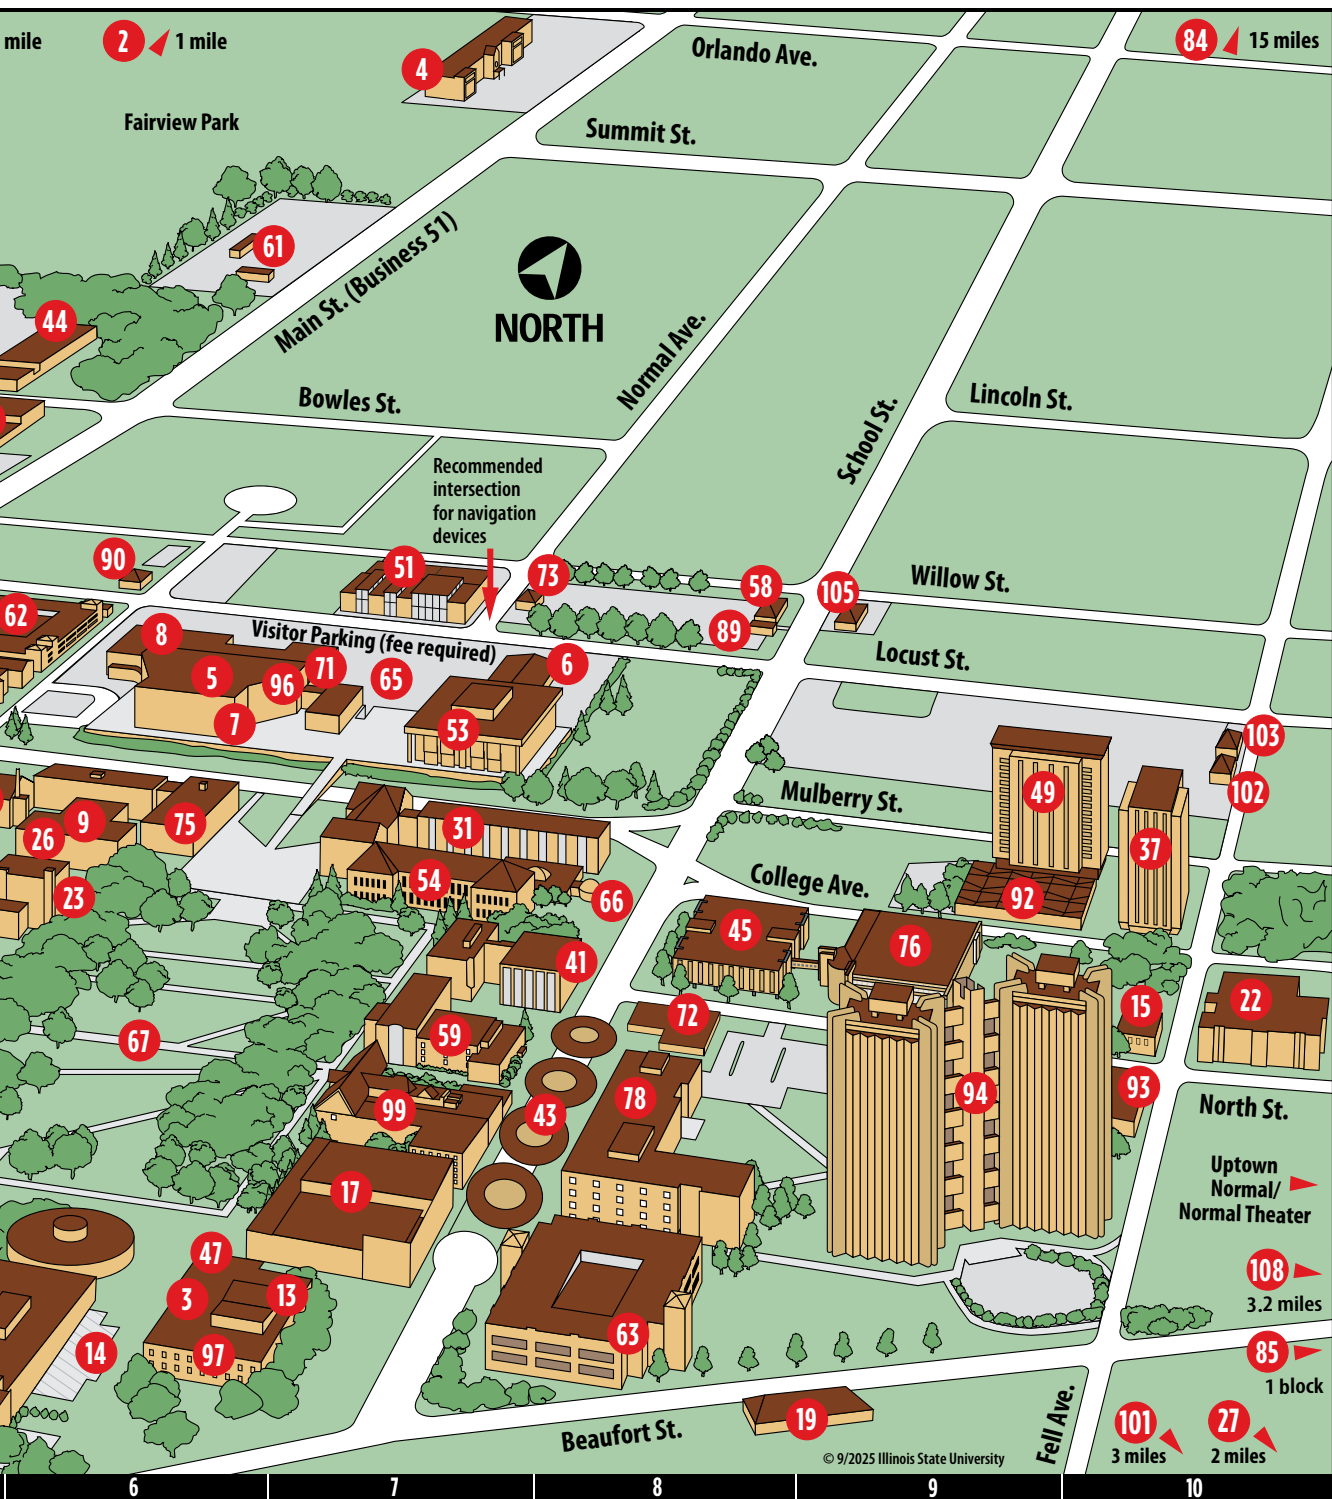 mile
2
1 mile
4
Orlando Ave.
84
15 miles
Fairview Park
Summit St.
61
Main St. (Business 51)
NORTH
44
Normal Ave.
Bowles St.
Lincoln St.
School St.
Recommended
intersection
for navigation
devices
90
51
73
58
105
Willow St.
62
8
Visitor Parking (fee required)
89
Locust St.
5
96
71
65
6
7
53
103
49
102
Mulberry St.
26
9
75
31
37
23
54
66
College Ave.
92
45
76
41
67
59
72
15
22
99
43
78
94
93
North St.
Uptown
Normal/
Normal Theater
17
47
3
13
108
3.2 miles
14
97
63
85
1 block
Beaufort St.
19
Fell Ave.
101
3 miles
27
2 miles
© 9/2025 Illinois State University
6
7
8
9
10